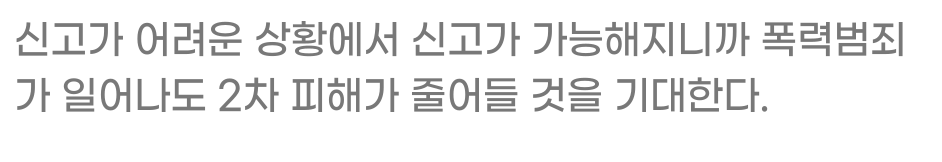 신고가 어려운 상황에서 신고가 가능해지니까 폭력범죄
가 일어나도 2차 피해가 줄어들 것을 기대한다.